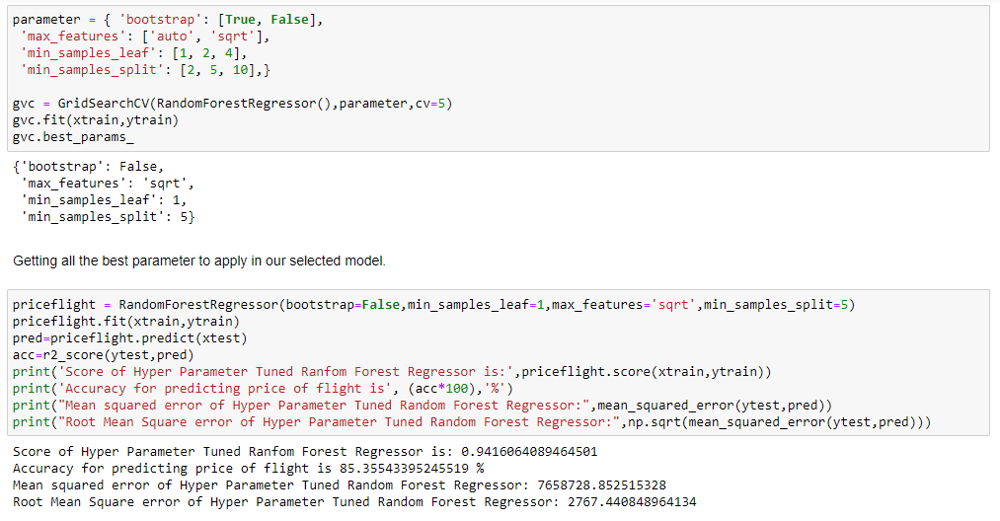 parameter = { 'bootstrap': [True, False],
 'max_features': ['auto', 'sqrt'],
 'min_samples_leaf': [1, 2, 4],
 'min_samples_split': [2, 5, 10],}
gvc = GridSearchCV(RandomForestRegressor(),parameter,cv=5)
gvc.fit(xtrain,ytrain)
gvc.best_params_
{'bootstrap': False,
 'max_features': 'sqrt',
 'min_samples_leaf': 1,
 'min_samples_split': 5}
Getting all the best parameter to apply in our selected model.
priceflight = RandomForestRegressor(bootstrap=False,min_samples_leaf=1,max_features='sqrt',min_samples_split=5)
priceflight.fit(xtrain,ytrain)
pred=priceflight.predict(xtest)
acc=r2_score(ytest,pred)
print('Score of Hyper Parameter Tuned Ranfom Forest Regressor is:',priceflight.score(xtrain,ytrain))
print('Accuracy for predicting price of flight is', (acc*100),'%')
print("Mean squared error of Hyper Parameter Tuned Random Forest Regressor:",mean_squared_error(ytest,pred))
print("Root Mean Square error of Hyper Parameter Tuned Random Forest Regressor:",np.sqrt(mean_squared_error(ytest,pred)))
Score of Hyper Parameter Tuned Ranfom Forest Regressor is: 0.9416064089464501
Accuracy for predicting price of flight is 85.35543395245519 %
Mean squared error of Hyper Parameter Tuned Random Forest Regressor: 7658728.852515328
Root Mean Square error of Hyper Parameter Tuned Random Forest Regressor: 2767.440848964134